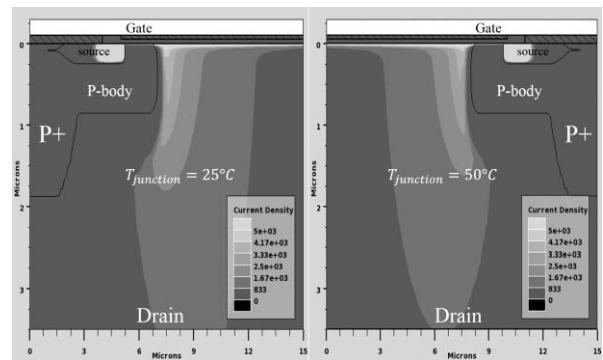 Gate
Gate
0
source
P-body
1
P+
T_junction = 25°C
Microns
2
3
Current Density
5e+03
4.17e+03
3.33e+03
2.5e+03
1.67e+03
833
0
Drain
0
3
6
9
12
15
Microns
0
source
P-body
1
P+
T_junction = 50°C
Microns
2
3
Current Density
5e+03
4.17e+03
3.33e+03
2.5e+03
1.67e+03
833
0
Drain
0
3
6
9
12
15
Microns